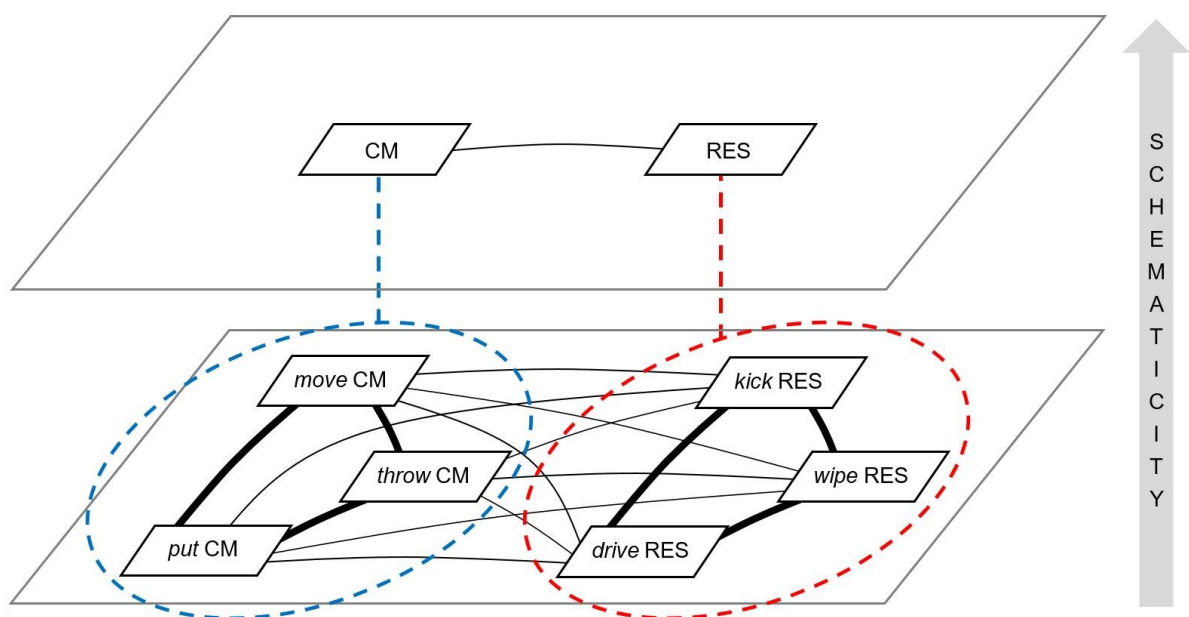 CM
RES
move CM
kick RES
throw CM
wipe RES
put CM
drive RES
SCHEMATICITY